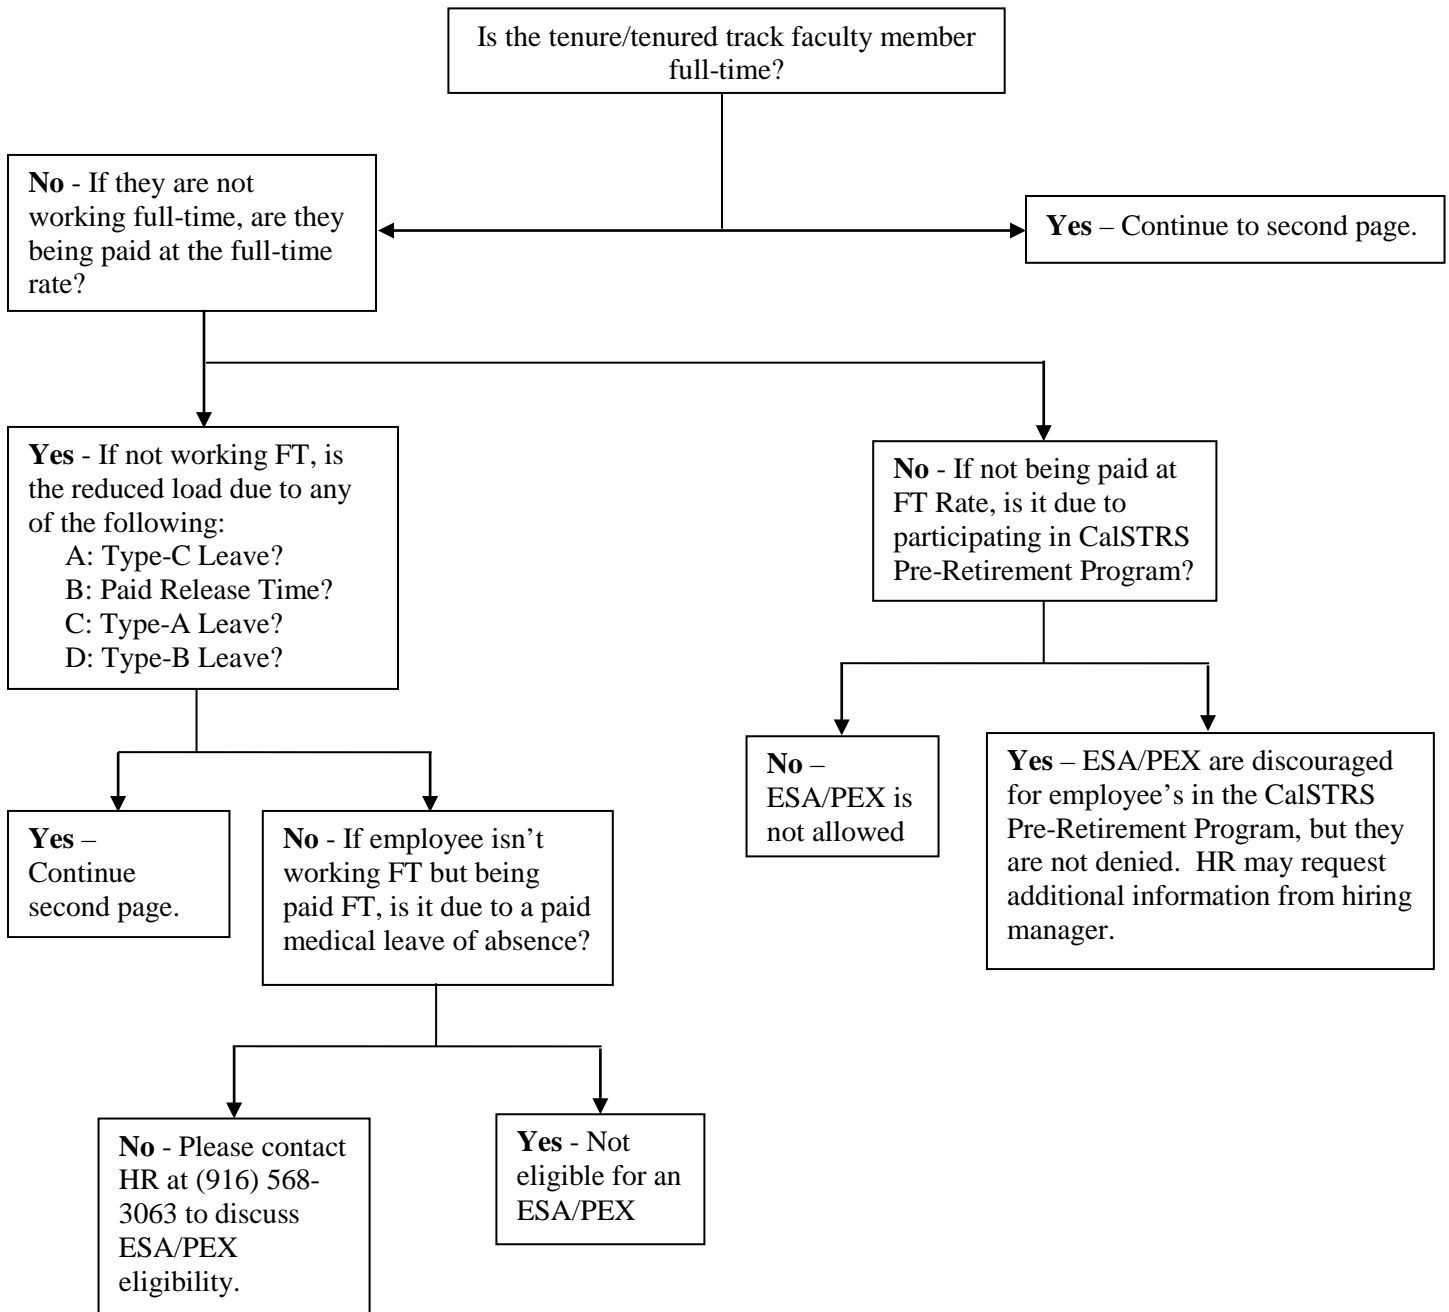 Is the tenure/tenured track faculty member
full-time?
No - If they are not
working full-time, are they
being paid at the full-time
rate?
Yes – Continue to second page.
Yes - If not working FT, is
the reduced load due to any
of the following:
A: Type-C Leave?
B: Paid Release Time?
C: Type-A Leave?
D: Type-B Leave?
No - If not being paid at
FT Rate, is it due to
participating in CalSTRS
Pre-Retirement Program?
No –
ESA/PEX is
not allowed
Yes – ESA/PEX are discouraged
for employee’s in the CalSTRS
Pre-Retirement Program, but they
are not denied.  HR may request
additional information from hiring
manager.
Yes –
Continue
second page.
No - If employee isn’t
working FT but being
paid FT, is it due to a paid
medical leave of absence?
No - Please contact
HR at (916) 568-
3063 to discuss
ESA/PEX
eligibility.
Yes - Not
eligible for an
ESA/PEX